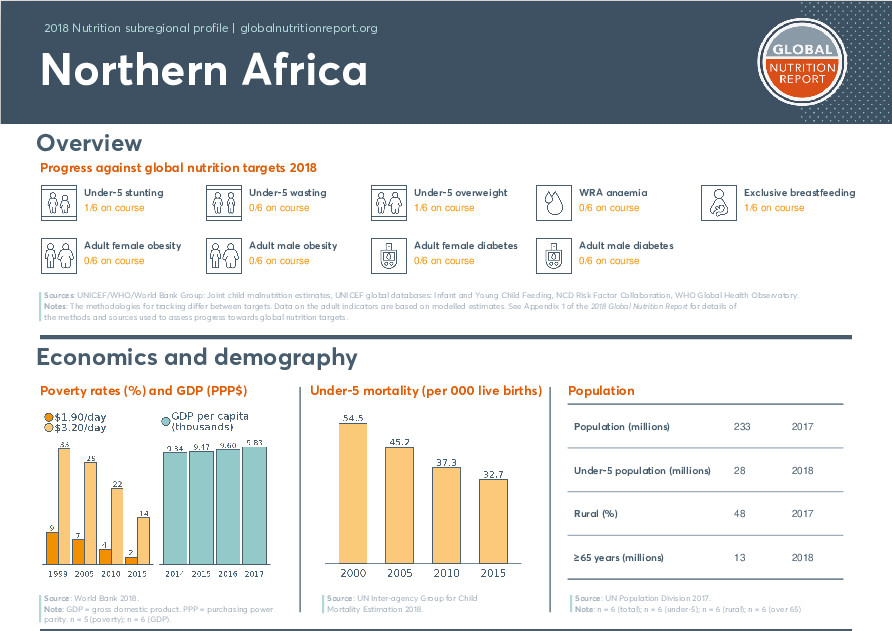 2018 Nutrition subregional profile | globalnutritionreport.org
Northern Africa
GLOBAL
NUTRITION
REPORT
Overview
Progress against global nutrition targets 2018
Under-5 stunting
1/6 on course
Under-5 wasting
0/6 on course
Under-5 overweight
1/6 on course
WRA anaemia
0/6 on course
Exclusive breastfeeding
1/6 on course
Adult female obesity
0/6 on course
Adult male obesity
0/6 on course
Adult female diabetes
0/6 on course
Adult male diabetes
0/6 on course
Sources: UNICEF/WHO/World Bank Group: Joint child malnutrition estimates, UNICEF global databases: Infant and Young Child Feeding, NCD Risk Factor Collaboration, WHO Global Health Observatory.
Notes: The methodologies for tracking differ between targets. Data on the adult indicators are based on modelled estimates. See Appendix 1 of the 2018 Global Nutrition Report for details of
the methods and sources used to assess progress towards global nutrition targets.
Economics and demography
Poverty rates (%) and GDP (PPP$)
$1.90/day
$3.20/day
33
25
22
14
9
7
4
2
1999 2005 2010 2015
GDP per capita
(thousands)
9.34 9.47 9.60 9.83
2014 2015 2016 2017
Source: World Bank 2018.
Note: GDP = gross domestic product. PPP = purchasing power
parity. n = 5 (poverty); n = 6 (GDP).
Under-5 mortality (per 000 live births)
54.5
45.2
37.3
32.7
2000 2005 2010 2015
Source: UN Inter-agency Group for Child
Mortality Estimation 2018.
Population
Population (millions) 233 2017
Under-5 population (millions) 28 2018
Rural (%) 48 2017
≥65 years (millions) 13 2018
Source: UN Population Division 2017.
Note: n = 6 (total); n = 6 (under-5); n = 6 (rural); n = 6 (over 65)